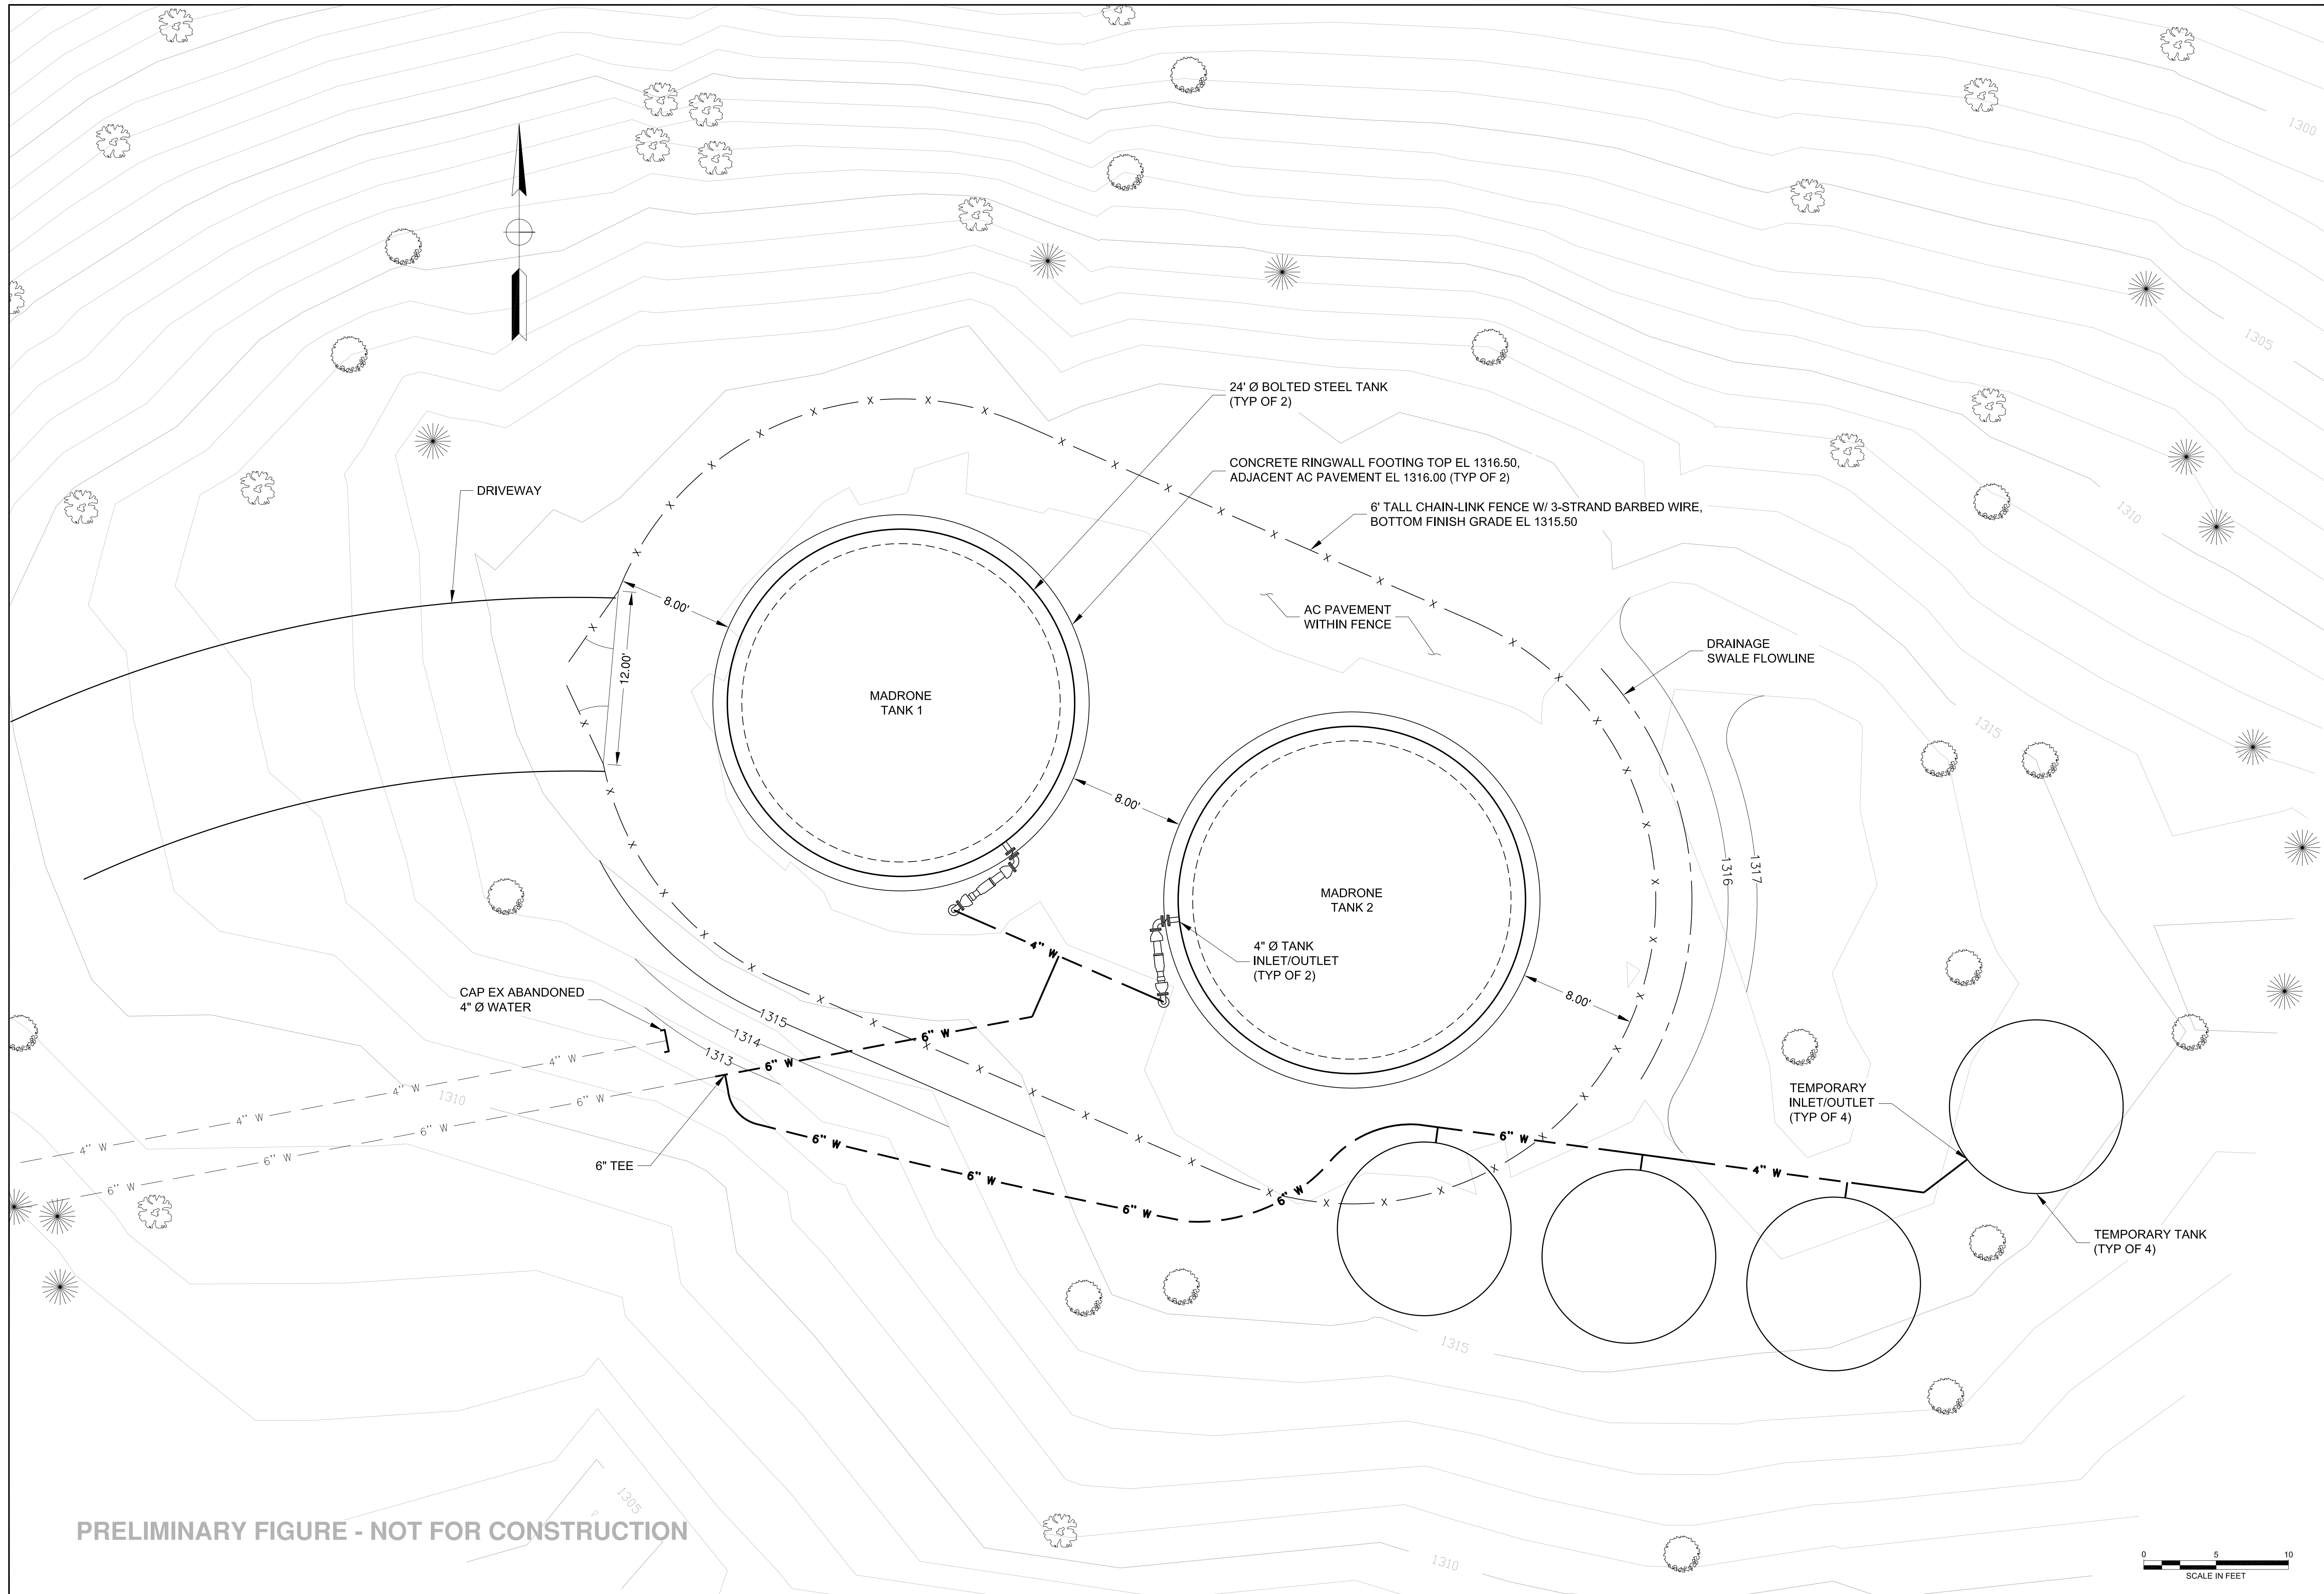 1300
1305
24' Ø BOLTED STEEL TANK
(TYP OF 2)
CONCRETE RINGWALL FOOTING TOP EL 1316.50,
ADJACENT AC PAVEMENT EL 1316.00 (TYP OF 2)
6' TALL CHAIN-LINK FENCE W/ 3-STRAND BARBED WIRE,
BOTTOM FINISH GRADE EL 1315.50
1310
DRIVEWAY
8.00'
12.00'
AC PAVEMENT
WITHIN FENCE
DRAINAGE
SWALE FLOWLINE
MADRONE
TANK 1
1315
8.00'
1316
1317
MADRONE
TANK 2
4" W
4" Ø TANK
INLET/OUTLET
(TYP OF 2)
8.00'
CAP EX ABANDONED
4" Ø WATER
1315
1314
1313
6" W
6" W
4" W
4" W
4" W
4" W
1310
6" W
6" W
6" W
6" W
6" TEE
6" W
6" W
6" W
6" W
6" W
4" W
TEMPORARY
INLET/OUTLET
(TYP OF 4)
TEMPORARY TANK
(TYP OF 4)
1315
1305
PRELIMINARY FIGURE - NOT FOR CONSTRUCTION
1310
0 5 10
SCALE IN FEET